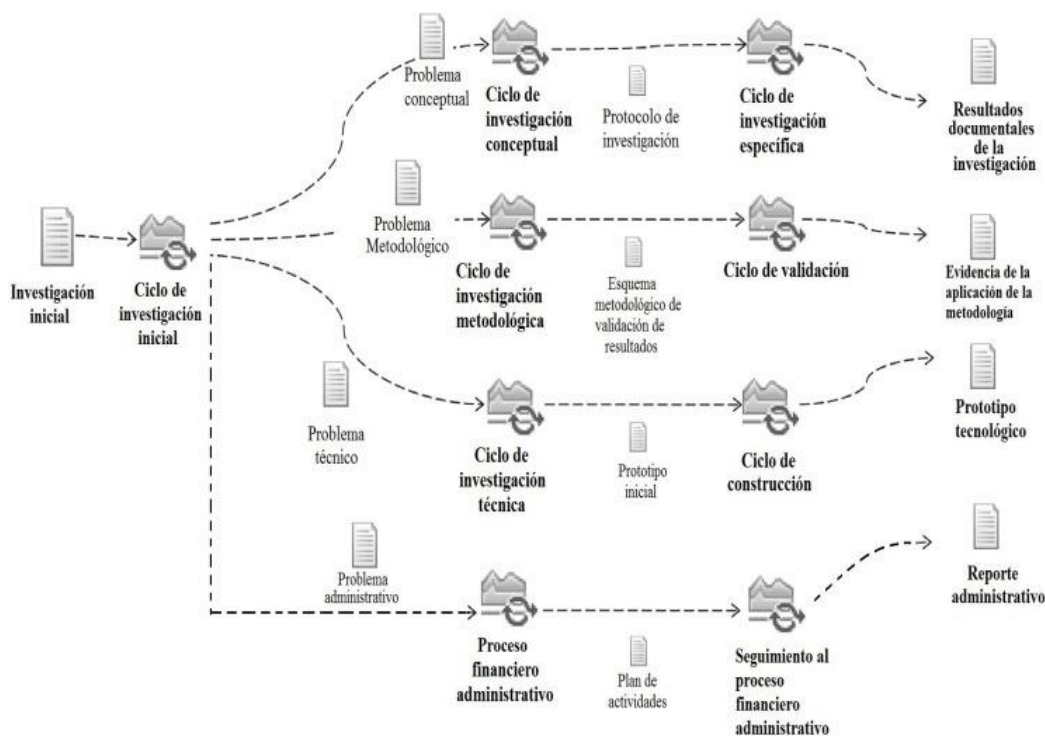 Investigación
inicial
Ciclo de
investigación
inicial
Problema
conceptual
Ciclo de
investigación
conceptual
Protocolo de
investigación
Ciclo de
investigación
específica
Resultados
documentales
de la
investigación
Problema
Metodológico
Ciclo de
investigación
metodológica
Esquema
metodológico de
validación de
resultados
Ciclo de validación
Evidencia de la
aplicación de la
metodología
Problema
técnico
Ciclo de
investigación
técnica
Prototipo
inicial
Ciclo de
construcción
Prototipo
tecnológico
Problema
administrativo
Proceso
financiero
administrativo
Plan de
actividades
Seguimiento al
proceso
financiero
administrativo
Reporte
administrativo